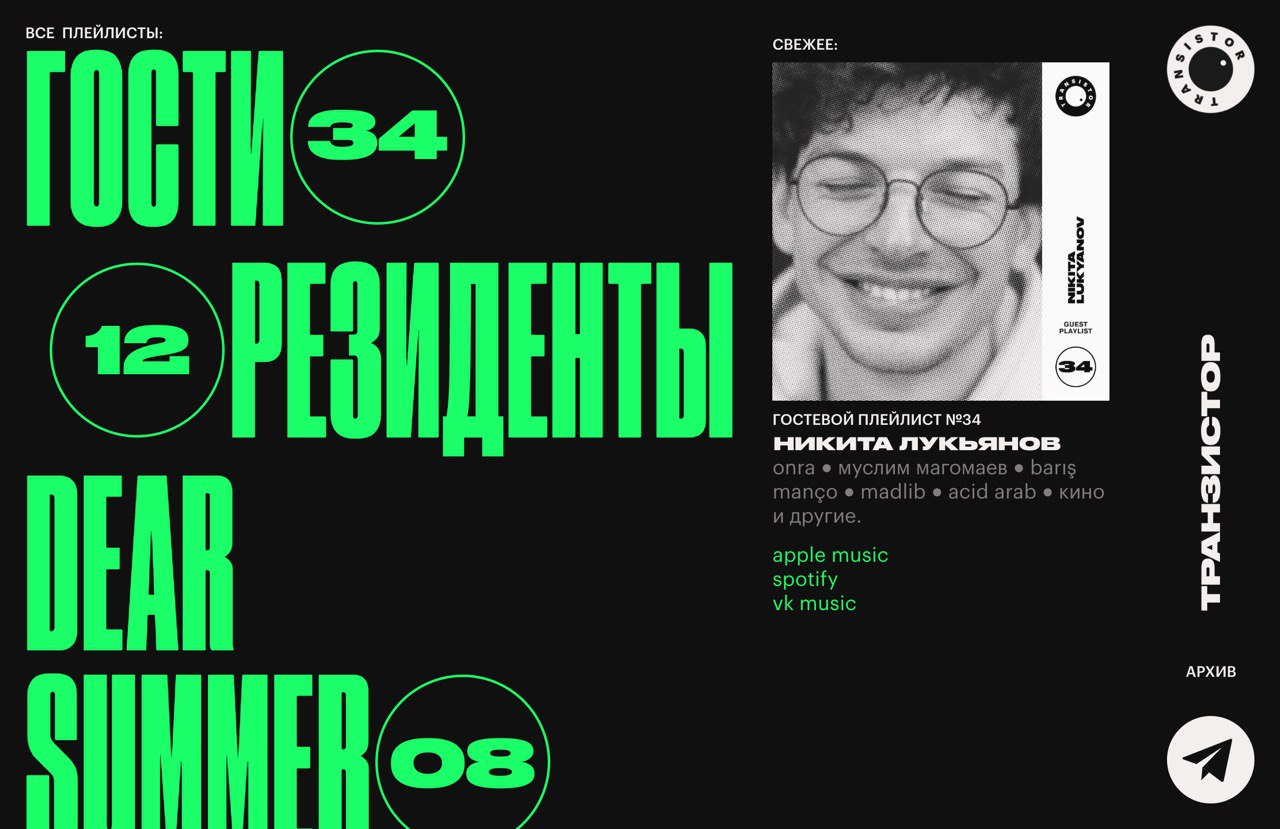 ВСЕ ПЛЕЙЛИСТЫ:
ГОСТИ 34
12 РЕЗИДЕНТЫ
DEAR
SUMMER 08
СВЕЖЕЕ:
TRANSISTOR
NIKITA
LUKYANOV
GUEST
PLAYLIST
34
ГОСТЕВОЙ ПЛЕЙЛИСТ №34
НИКИТА ЛУКЬЯНОВ
onra • муслим магомаев • barış
manço • madlib • acid arab • кино
и другие.
apple music
spotify
vk music
TRANSISTOR
ТРАНЗИСТОР
АРХИВ